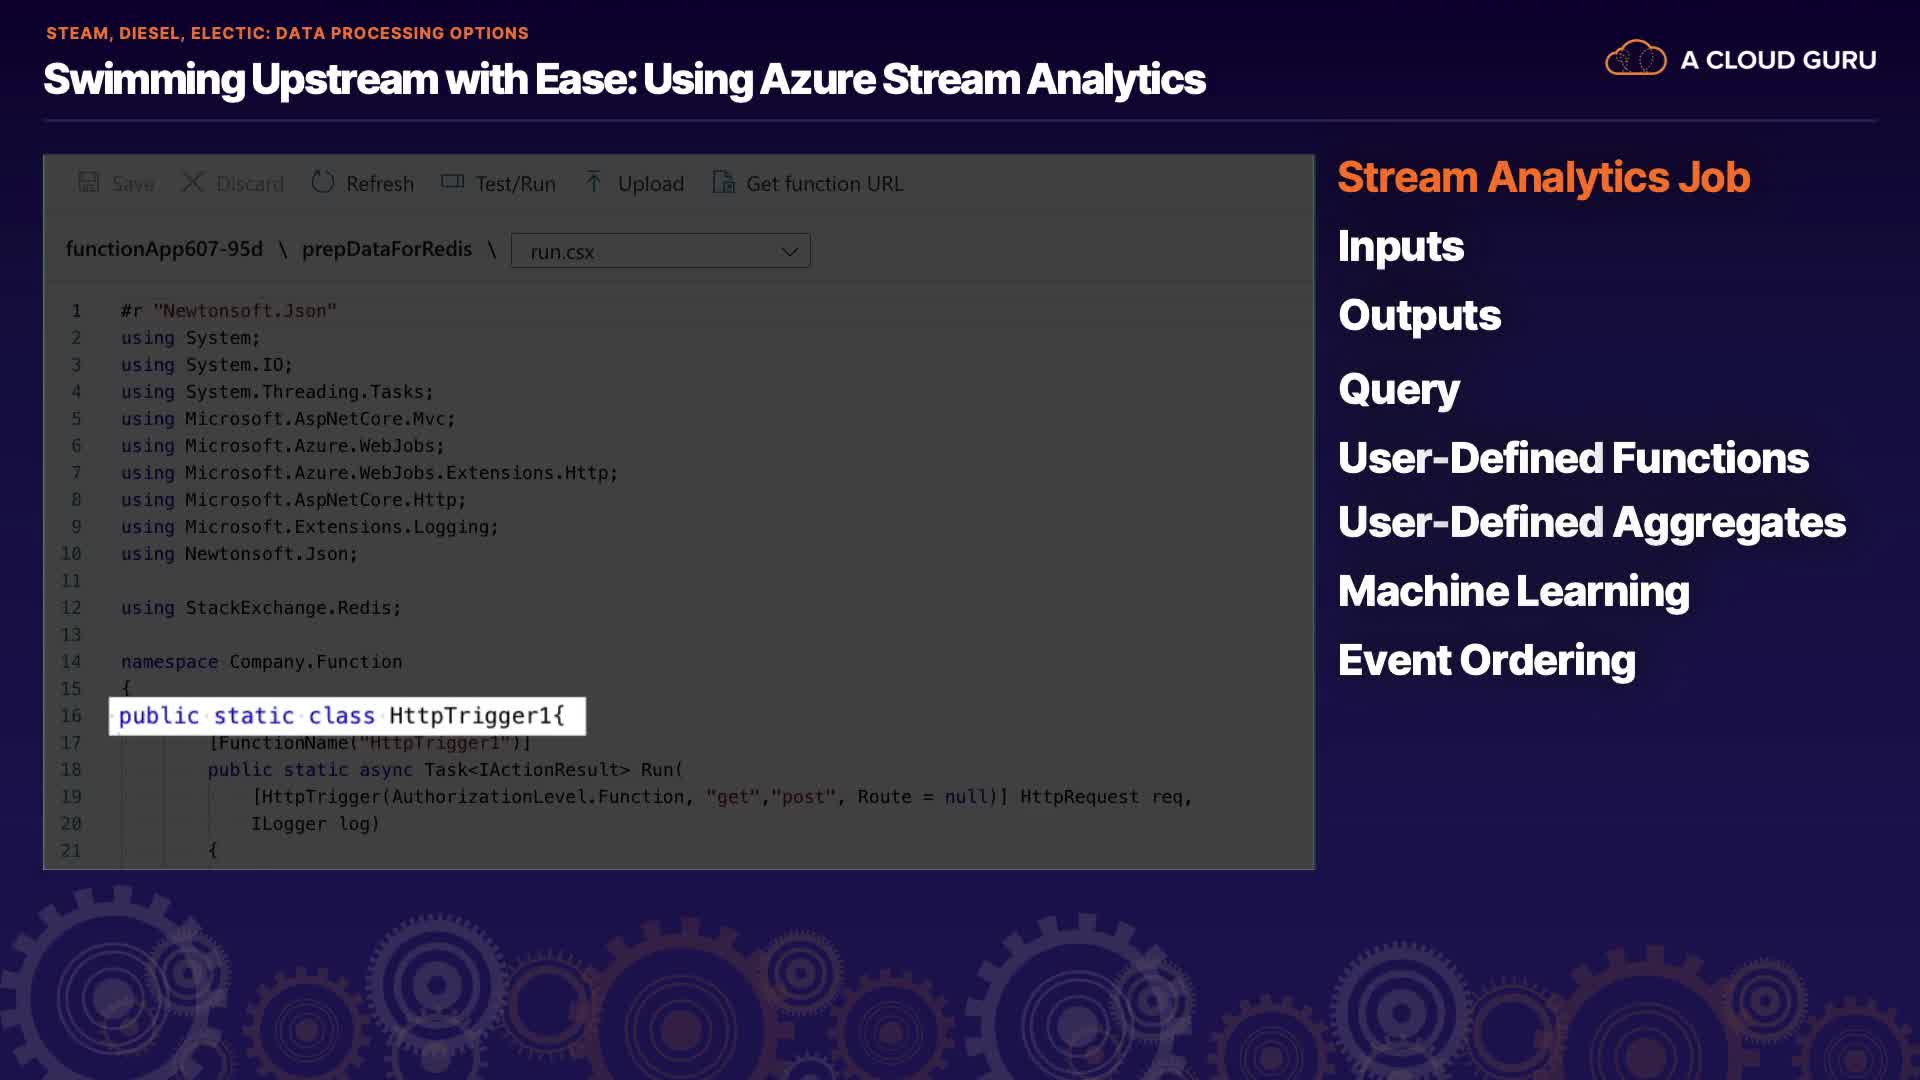 STEAM, DIESEL, ELECTIC: DATA PROCESSING OPTIONS
Swimming Upstream with Ease: Using Azure Stream Analytics
A CLOUD GURU
Save Discard Refresh Test/Run Upload Get function URL
functionApp607-95d \ prepDataForRedis \ run.csx
1 #r "Newtonsoft.Json"
2 using System;
3 using System.IO;
4 using System.Threading.Tasks;
5 using Microsoft.AspNetCore.Mvc;
6 using Microsoft.Azure.WebJobs;
7 using Microsoft.Azure.WebJobs.Extensions.Http;
8 using Microsoft.AspNetCore.Http;
9 using Microsoft.Extensions.Logging;
10 using Newtonsoft.Json;
11
12 using StackExchange.Redis;
13
14 namespace Company.Function
15 {
16 public static class HttpTrigger1{
17 [FunctionName("HttpTrigger1")]
18 public static async Task<IActionResult> Run(
19 [HttpTrigger(AuthorizationLevel.Function, "get","post", Route = null)] HttpRequest req,
20 ILogger log)
21 {
Stream Analytics Job
Inputs
Outputs
Query
User-Defined Functions
User-Defined Aggregates
Machine Learning
Event Ordering